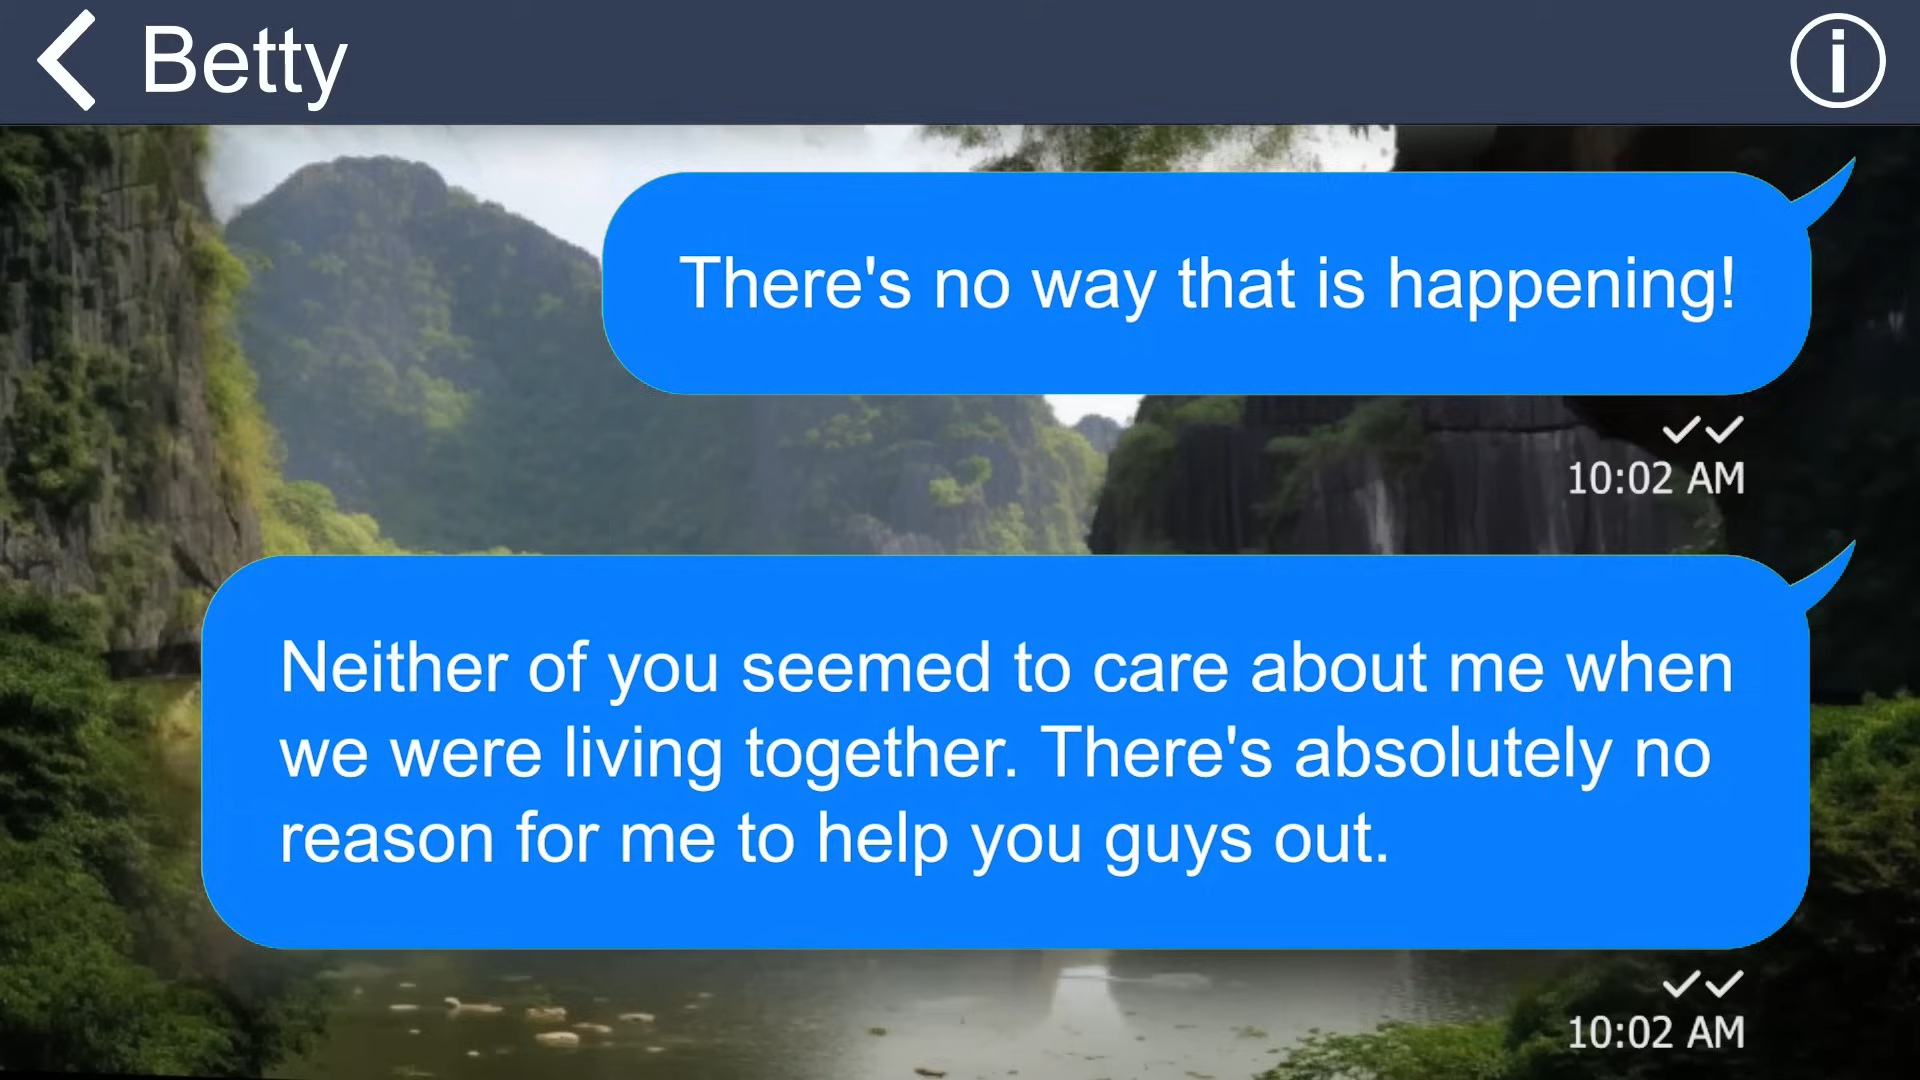 Betty
There's no way that is happening!
10:02 AM
Neither of you seemed to care about me when
we were living together. There's absolutely no
reason for me to help you guys out.
10:02 AM